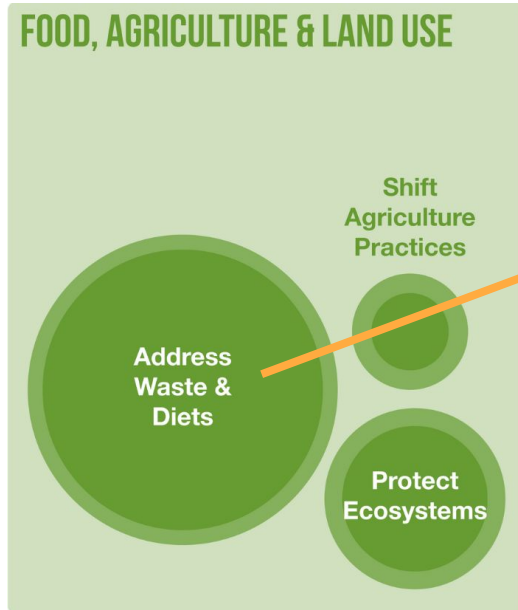 FOOD, AGRICULTURE & LAND USE
Shift
Agriculture
Practices
Address
Waste &
Diets
Protect
Ecosystems